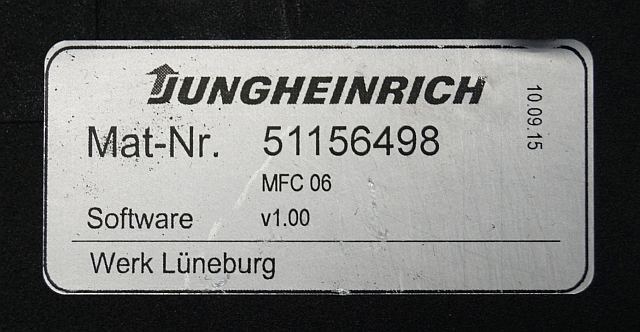 JUNGHEINRICH
Mat-Nr. 51156498
MFC 06
Software v1.00
Werk Lüneburg
10.09.15